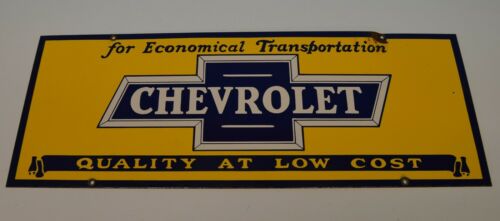 for Economical Transportation
CHEVROLET
QUALITY AT LOW COST